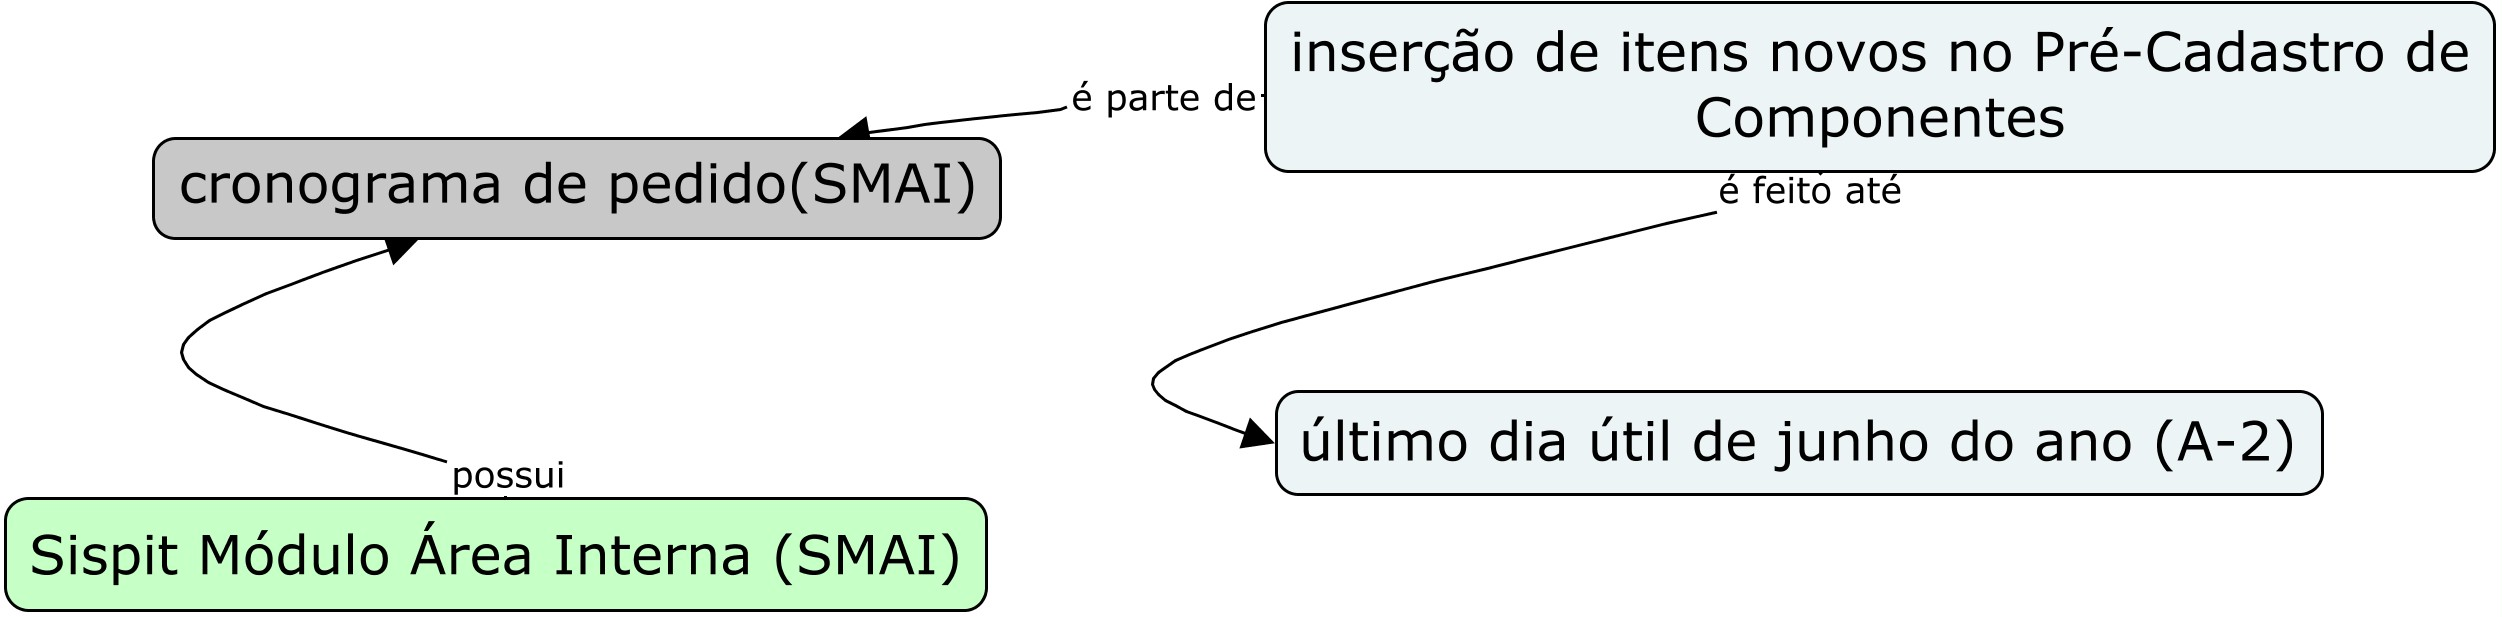 inserção de itens novos no Pré-Cadastro de
Componentes
é parte de
cronograma de pedido(SMAI)
é feito até
último dia útil de junho do ano (A-2)
possui
Sispit Módulo Área Interna (SMAI)